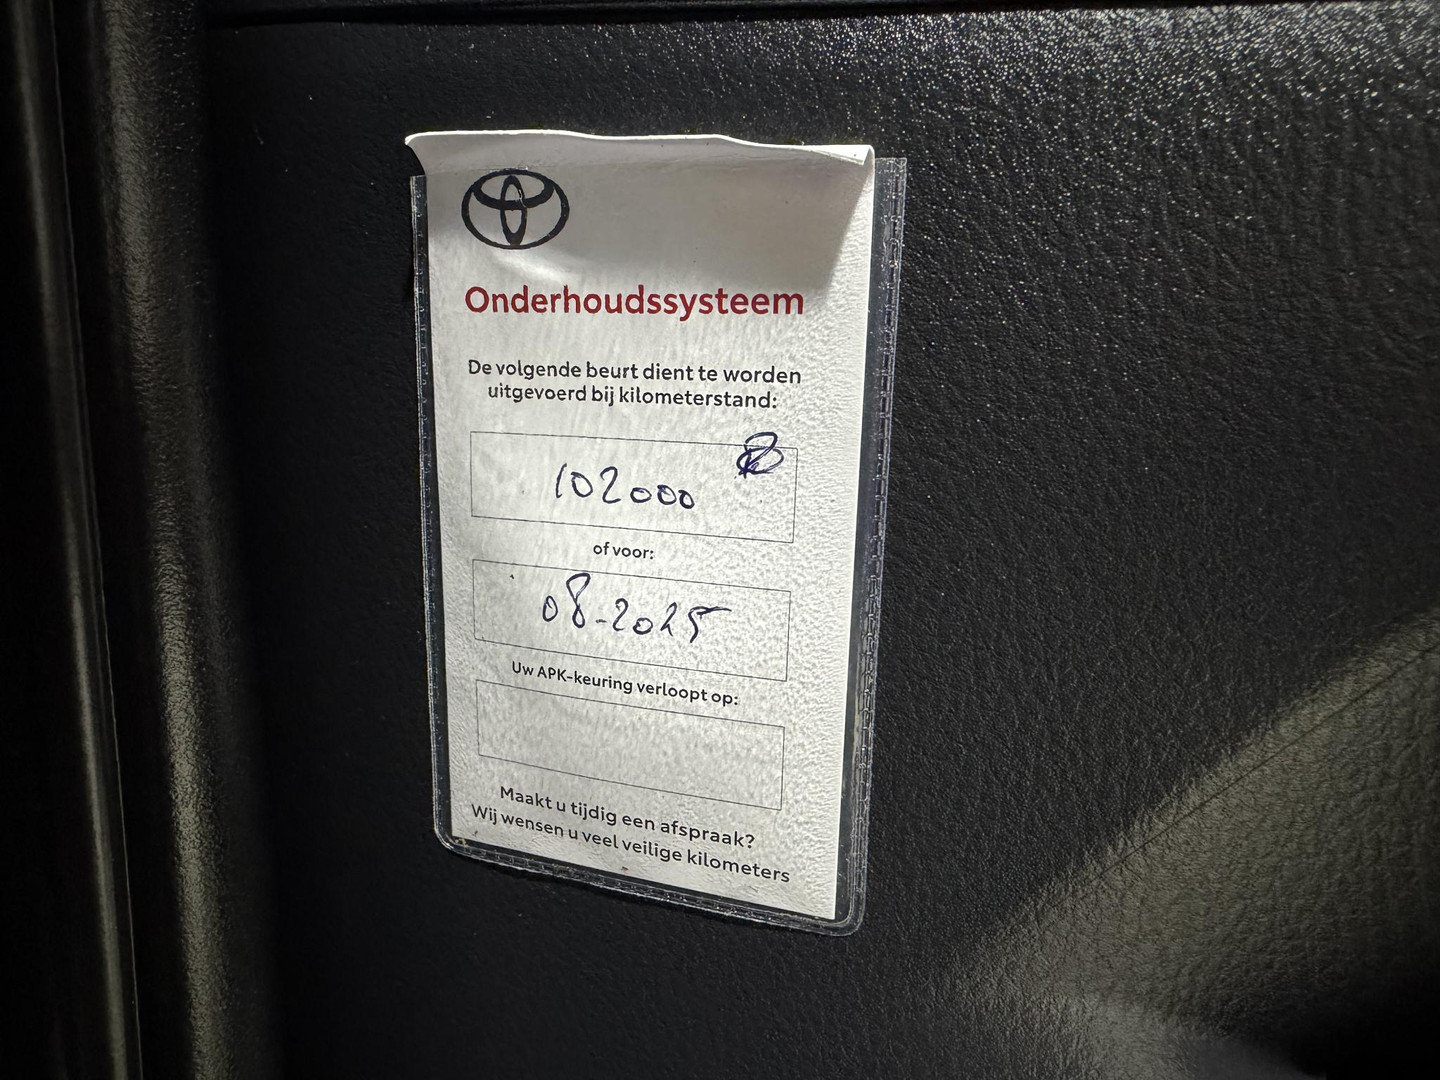 Onderhoudssysteem
De volgende beurt dient te worden
uitgevoerd bij kilometerstand:
102000
of voor:
08-2025
Uw APK-keuring verloopt op:
Maakt u tijdig een afspraak?
Wij wensen u veel veilige kilometers